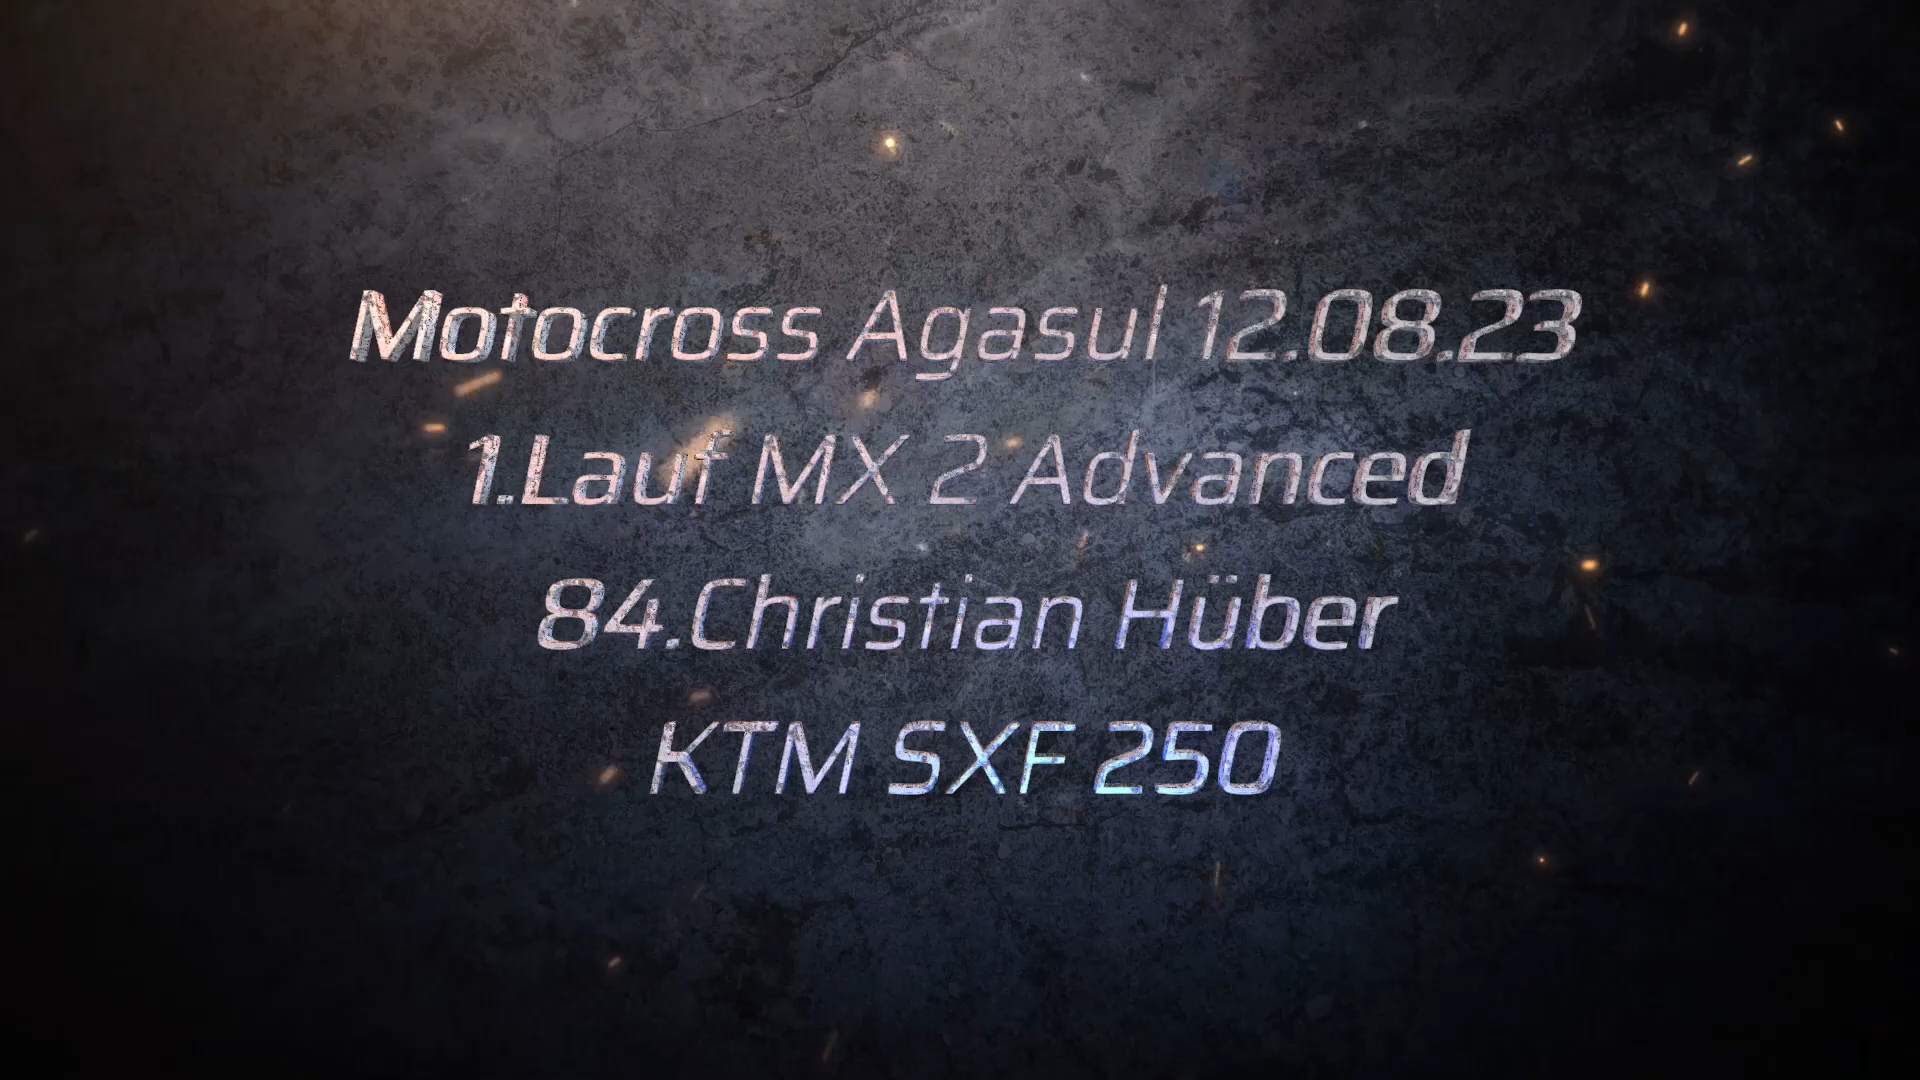 Motocross Agasul 12.08.23
1.Lauf MX 2 Advanced
84.Christian Hüber
KTM SXF 250